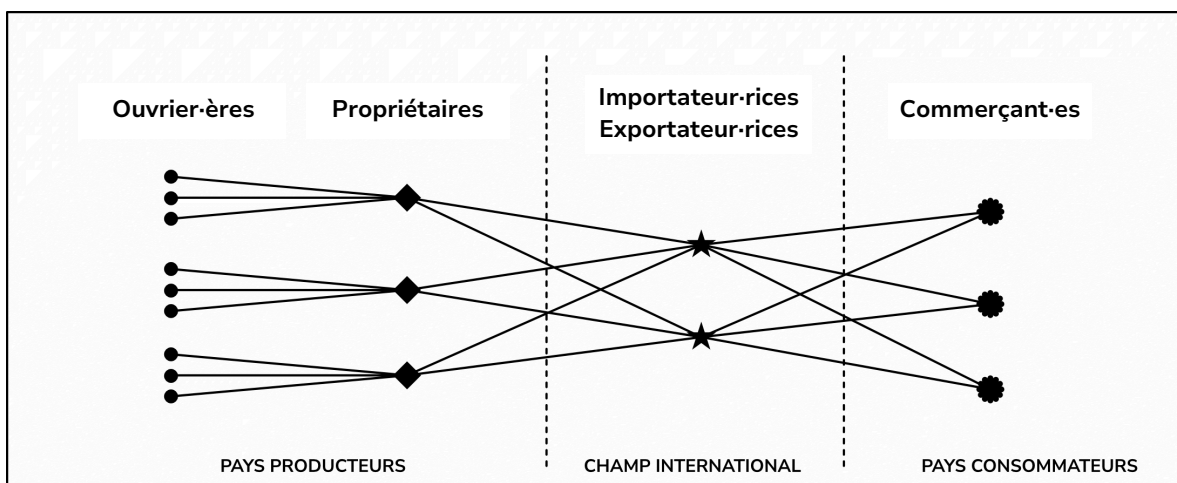 Ouvrier·ères
Propriétaires
Importateur·rices
Exportateur·rices
Commerçant·es
PAYS PRODUCTEURS
CHAMP INTERNATIONAL
PAYS CONSOMMATEURS